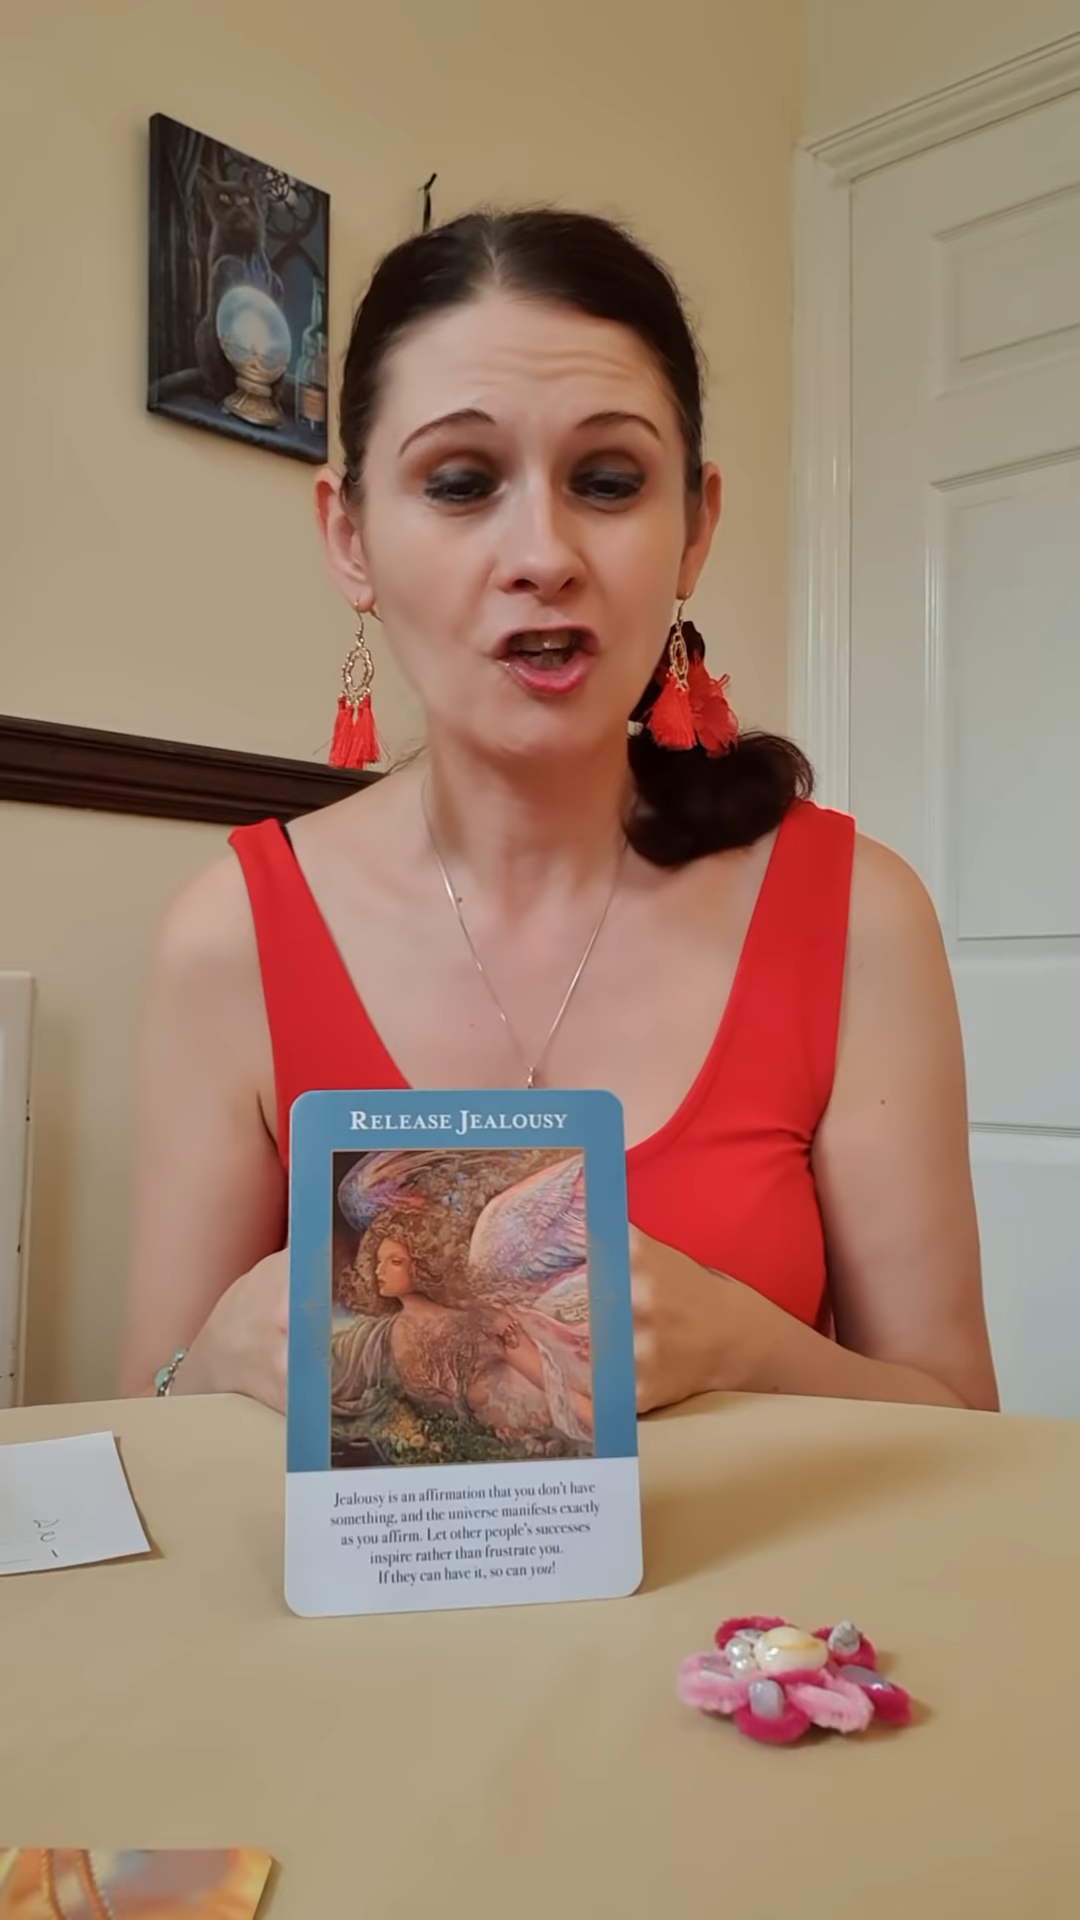 RELEASE JEALOUSY
Jealousy is an affirmation that you don't have
something, and the universe manifests exactly
as you affirm. Let other people's successes
inspire rather than frustrate you.
If they can have it, so can you!